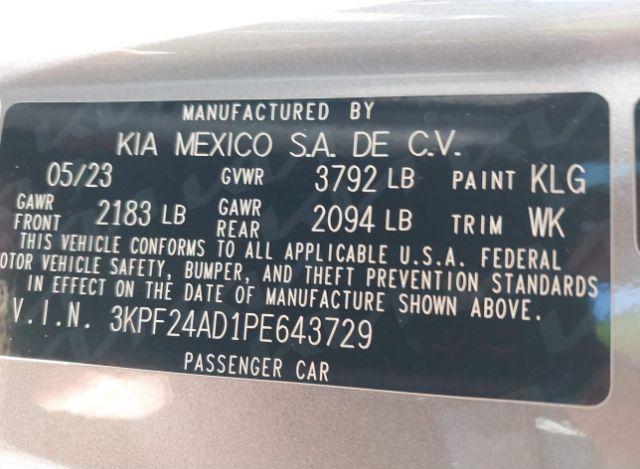 MANUFACTURED BY
KIA MEXICO S.A. DE C.V.
05/23 GVWR 3792 LB PAINT KLG
GAWR FRONT 2183 LB GAWR REAR 2094 LB TRIM WK
THIS VEHICLE CONFORMS TO ALL APPLICABLE U.S.A. FEDERAL
OTOR VEHICLE SAFETY, BUMPER, AND THEFT PREVENTION STANDARDS
IN EFFECT ON THE DATE OF MANUFACTURE SHOWN ABOVE.
V.I.N. 3KPF24AD1PE643729
PASSENGER CAR